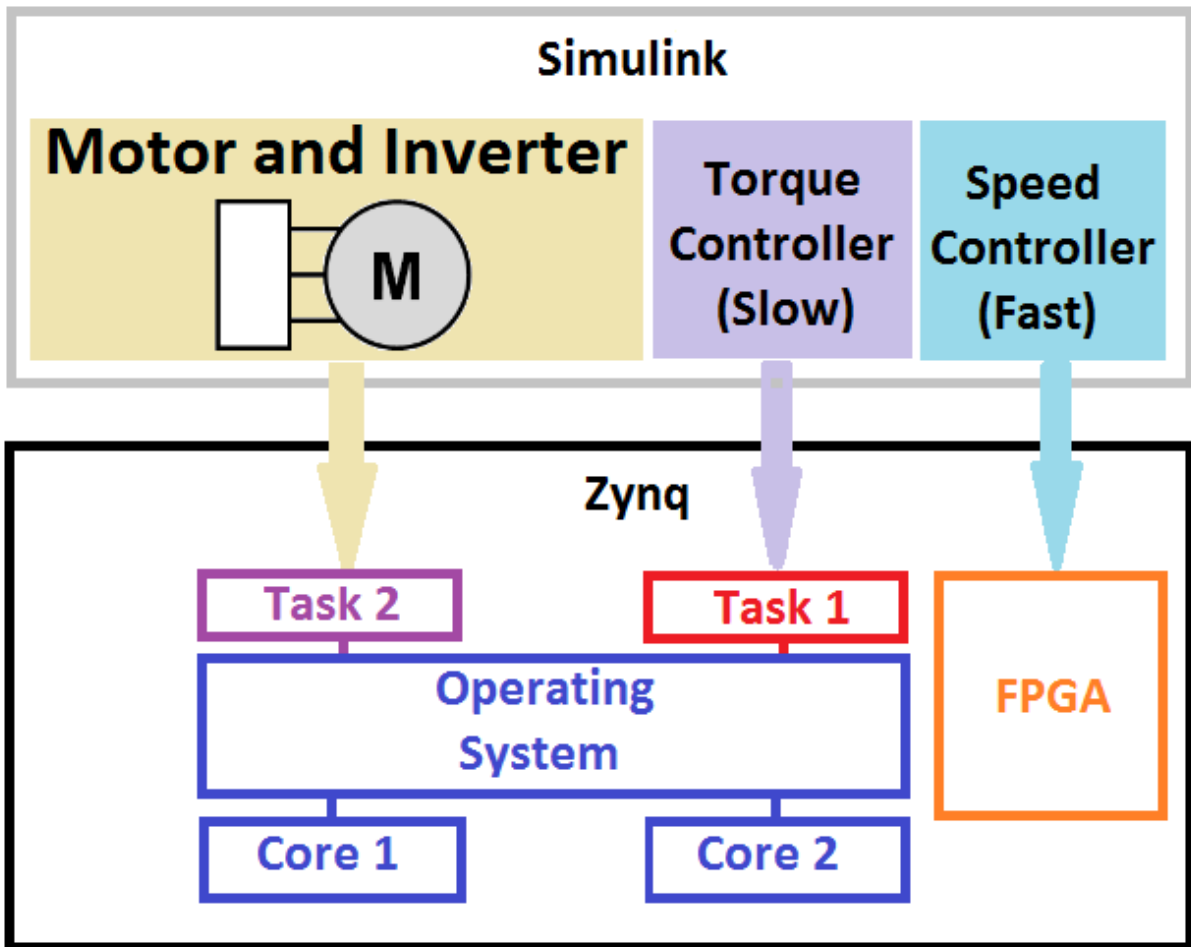 Simulink
Motor and Inverter
M
Torque
Controller
(Slow)
Speed
Controller
(Fast)
Zynq
Task 2
Task 1
Operating
System
FPGA
Core 1
Core 2